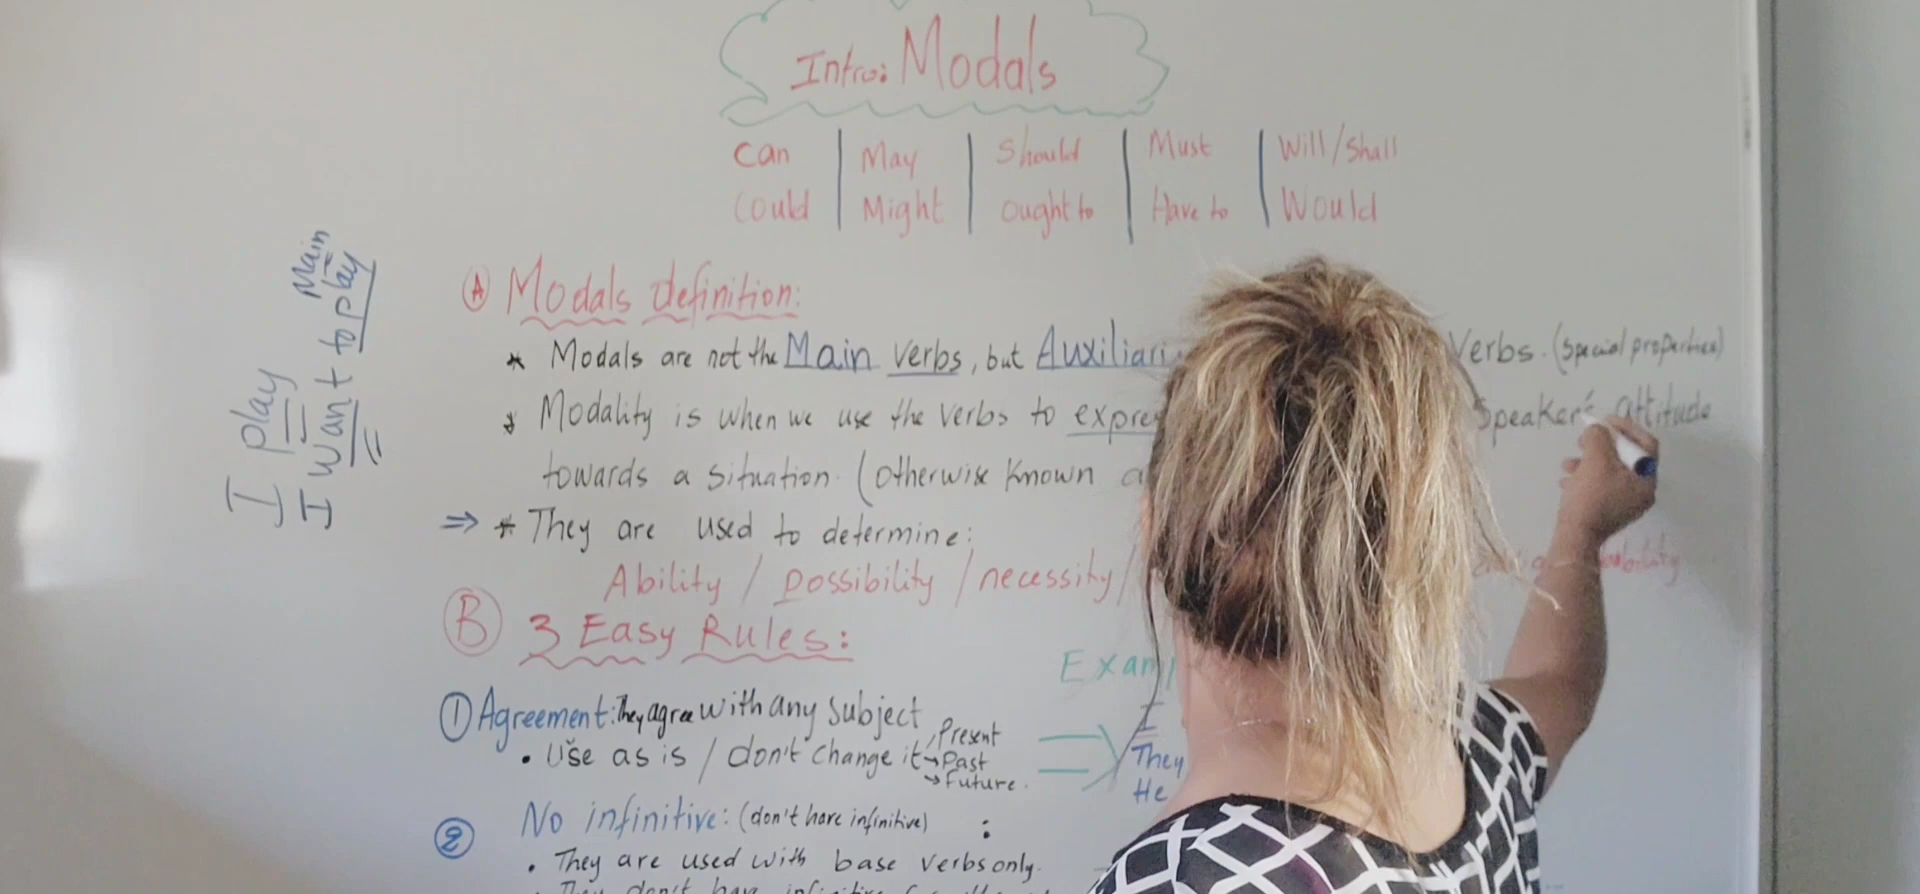 Intro: Modals
Can | May | Should | Must | Will/Shall
Could | Might | Ought to | Have to | Would
Main
I play
I want to play
Ⓐ Modals definition:
* Modals are not the Main Verbs, but Verbs. (Special properties)
* Modality is when we use the verbs to Speaker's attitude
towards a situation. (Otherwise known
⇒ * They are used to determine:
Ability / possibility / necessity /
Ⓑ 3 Easy Rules:
① Agreement: They agree with any subject
• Use as is / don't change it → Present
→ Past
→ Future.
I
They
He
② No infinitive: (don't have infinitive) :
• They are used with base verbs only.